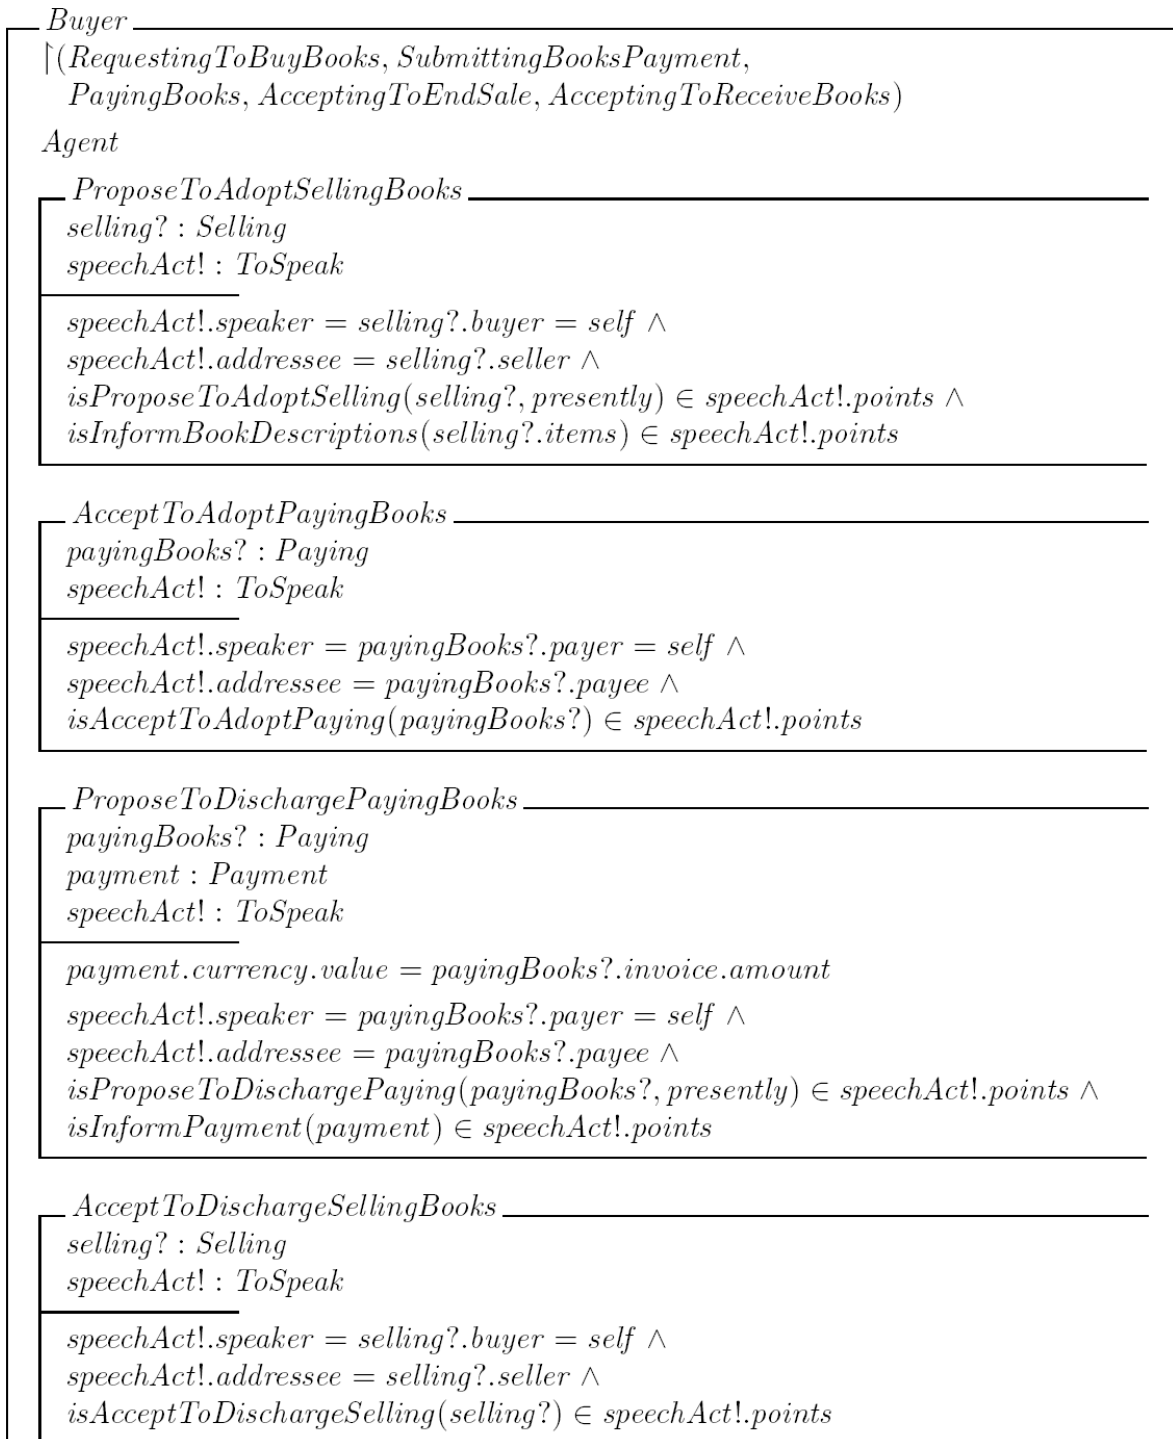 Buyer
↾(RequestingToBuyBooks, SubmittingBooksPayment,
PayingBooks, AcceptingToEndSale, AcceptingToReceiveBooks)
Agent
ProposeToAdoptSellingBooks
selling? : Selling
speechAct! : ToSpeak
speechAct!.speaker = selling?.buyer = self ∧
speechAct!.addressee = selling?.seller ∧
isProposeToAdoptSelling(selling?, presently) ∈ speechAct!.points ∧
isInformBookDescriptions(selling?.items) ∈ speechAct!.points
AcceptToAdoptPayingBooks
payingBooks? : Paying
speechAct! : ToSpeak
speechAct!.speaker = payingBooks?.payer = self ∧
speechAct!.addressee = payingBooks?.payee ∧
isAcceptToAdoptPaying(payingBooks?) ∈ speechAct!.points
ProposeToDischargePayingBooks
payingBooks? : Paying
payment : Payment
speechAct! : ToSpeak
payment.currency.value = payingBooks?.invoice.amount
speechAct!.speaker = payingBooks?.payer = self ∧
speechAct!.addressee = payingBooks?.payee ∧
isProposeToDischargePaying(payingBooks?, presently) ∈ speechAct!.points ∧
isInformPayment(payment) ∈ speechAct!.points
AcceptToDischargeSellingBooks
selling? : Selling
speechAct! : ToSpeak
speechAct!.speaker = selling?.buyer = self ∧
speechAct!.addressee = selling?.seller ∧
isAcceptToDischargeSelling(selling?) ∈ speechAct!.points